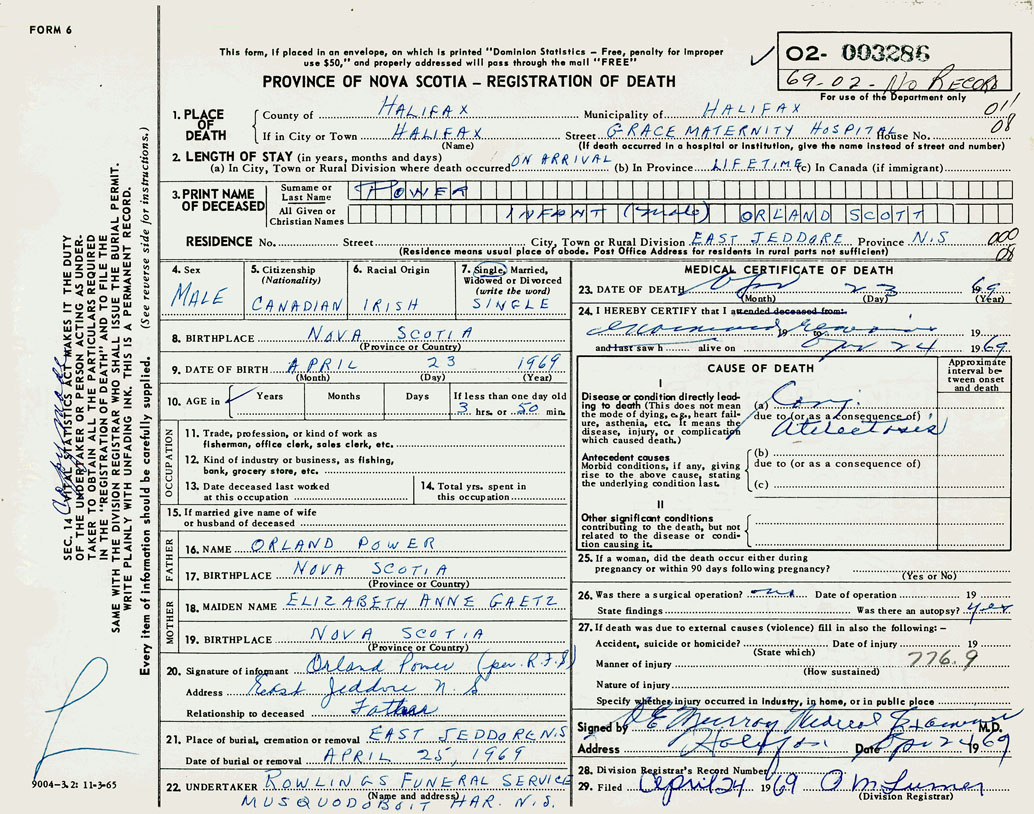 FORM 6
This form, if placed in an envelope, on which is printed "Dominion Statistics – Free, penalty for improper
use $50," and properly addressed will pass through the mail "FREE"
02- 003286
69-02- No RECORD
For use of the Department only
PROVINCE OF NOVA SCOTIA – REGISTRATION OF DEATH
011
08
1. PLACE OF DEATH
County of HALIFAX Municipality of HALIFAX
If in City or Town HALIFAX Street GRACE MATERNITY HOSPITAL House No.
(Name) (If death occurred in a hospital or institution, give the name instead of street and number)
2. LENGTH OF STAY (in years, months and days)
(a) In City, Town or Rural Division where death occurred ON ARRIVAL (b) In Province LIFETIME (c) In Canada (if immigrant)
3. PRINT NAME OF DECEASED
Surname or Last Name POWER
All Given or Christian Names INFANT (male) ORLAND SCOTT
RESIDENCE No. Street City, Town or Rural Division EAST JEDDORE Province N.S
(Residence means usual place of abode. Post Office Address for residents in rural parts not sufficient)
000
08
4. Sex MALE
5. Citizenship (Nationality) CANADIAN
6. Racial Origin IRISH
7. Single, Married, Widowed or Divorced (write the word) SINGLE
8. BIRTHPLACE NOVA SCOTIA
(Province or Country)
9. DATE OF BIRTH APRIL 23 1969
(Month) (Day) (Year)
10. AGE in Years Months Days If less than one day old
3 hrs. or 50 min.
OCCUPATION
11. Trade, profession, or kind of work as
fisherman, office clerk, sales clerk, etc.
12. Kind of industry or business, as fishing,
bank, grocery store, etc.
13. Date deceased last worked
at this occupation
14. Total yrs. spent in
this occupation
15. If married give name of wife
or husband of deceased
FATHER
16. NAME ORLAND POWER
17. BIRTHPLACE NOVA SCOTIA
(Province or Country)
MOTHER
18. MAIDEN NAME ELIZABETH ANNE GAETZ
19. BIRTHPLACE NOVA SCOTIA
(Province or Country)
20. Signature of informant Orland Power (per. R.F.S)
Address East Jeddore N.S
Relationship to deceased Father
21. Place of burial, cremation or removal EAST JEDDORE N.S
Date of burial or removal APRIL 25, 1969
22. UNDERTAKER ROWLINGS FUNERAL SERVICE
(Name and address)
MUSQUODOBOIT HAR. N.S.
MEDICAL CERTIFICATE OF DEATH
23. DATE OF DEATH Apr 23 1969
(Month) (Day) (Year)
24. I HEREBY CERTIFY that I attended deceased from:
19 to 19
and last saw h alive on Apr 24 1969
CAUSE OF DEATH
Approximate interval between onset and death
I
Disease or condition directly leading to death (This does not mean the mode of dying, e.g., heart failure, asthenia, etc. It means the disease, injury, or complication which caused death.)
(a) Cong.
due to (or as a consequence of)
Atelectosis
Antecedent causes
Morbid conditions, if any, giving rise to the above cause, stating the underlying condition last.
(b)
due to (or as a consequence of)
(c)
II
Other significant conditions
contributing to the death, but not related to the disease or condition causing it.
25. If a woman, did the death occur either during
pregnancy or within 90 days following pregnancy?
(Yes or No)
26. Was there a surgical operation? no Date of operation 19
State findings Was there an autopsy? yes
27. If death was due to external causes (violence) fill in also the following:–
Accident, suicide or homicide? Date of injury 19
(State which)
776.9
Manner of injury
(How sustained)
Nature of injury
Specify whether injury occurred in Industry, in home, or in public place
Signed by Murray Medical Examiner M.D.
Address Halifax Date Apr 24 1969
28. Division Registrar's Record Number
29. Filed April 24 1969
(Division Registrar)
SEC. 14 VITAL STATISTICS ACT MAKES IT THE DUTY
OF THE UNDERTAKER OR PERSON ACTING AS UNDER-
TAKER TO OBTAIN ALL THE PARTICULARS REQUIRED
IN THE "REGISTRATION OF DEATH" AND TO FILE THE
SAME WITH THE DIVISION REGISTRAR WHO SHALL ISSUE THE BURIAL PERMIT.
WRITE PLAINLY WITH UNFADING INK. THIS IS A PERMANENT RECORD.
Every item of information should be carefully supplied. (See reverse side for instructions.)
9004-3.2: 11-3-65